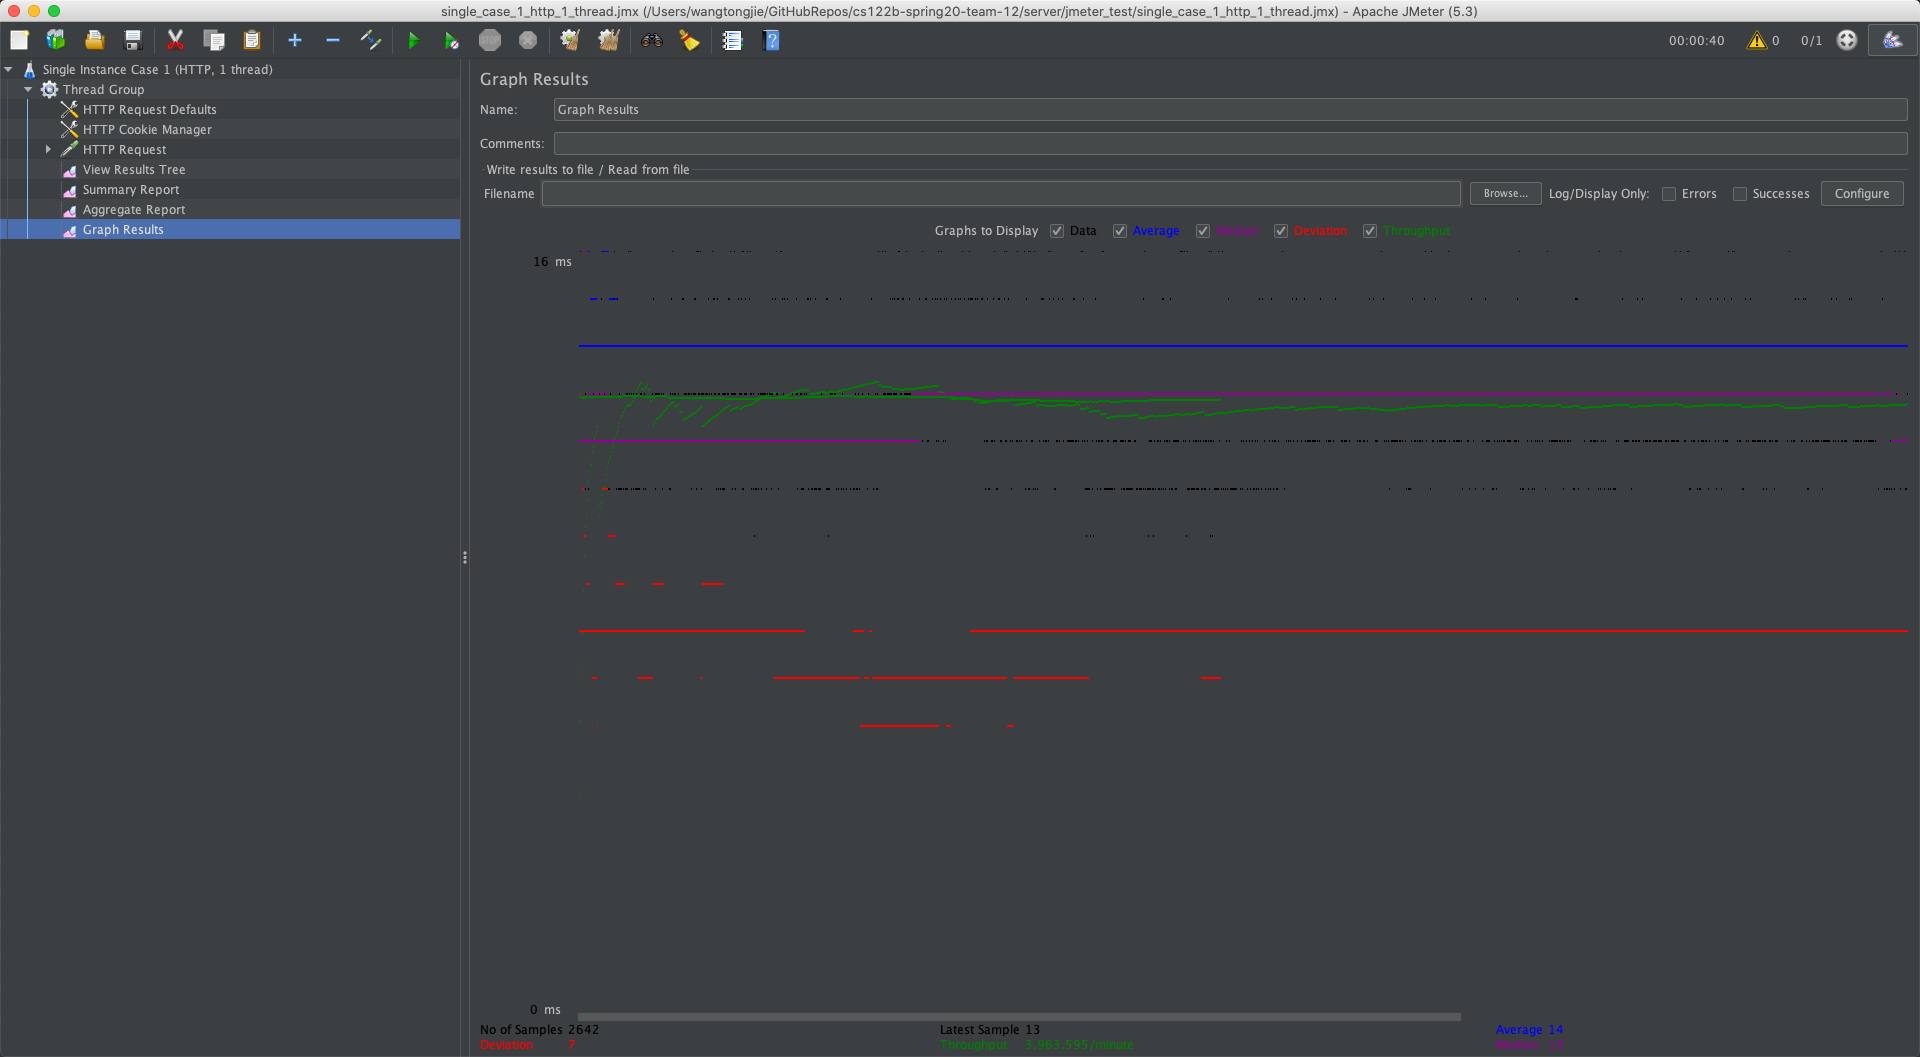 single_case_1_http_1_thread.jmx (/Users/wangtongjie/GitHubRepos/cs122b-spring20-team-12/server/jmeter_test/single_case_1_http_1_thread.jmx) - Apache JMeter (5.3)
STOP 00:00:40 0 0/1
Single Instance Case 1 (HTTP, 1 thread)
Thread Group
HTTP Request Defaults
HTTP Cookie Manager
HTTP Request
View Results Tree
Summary Report
Aggregate Report
Graph Results
Graph Results
Name: Graph Results
Comments:
Write results to file / Read from file
Filename Browse... Log/Display Only: Errors Successes Configure
Graphs to Display Data Average Median Deviation Throughput
16 ms
0 ms
No of Samples 2642 Latest Sample 13 Average 14
Deviation 7 Throughput 3,963.595/minute Median 13